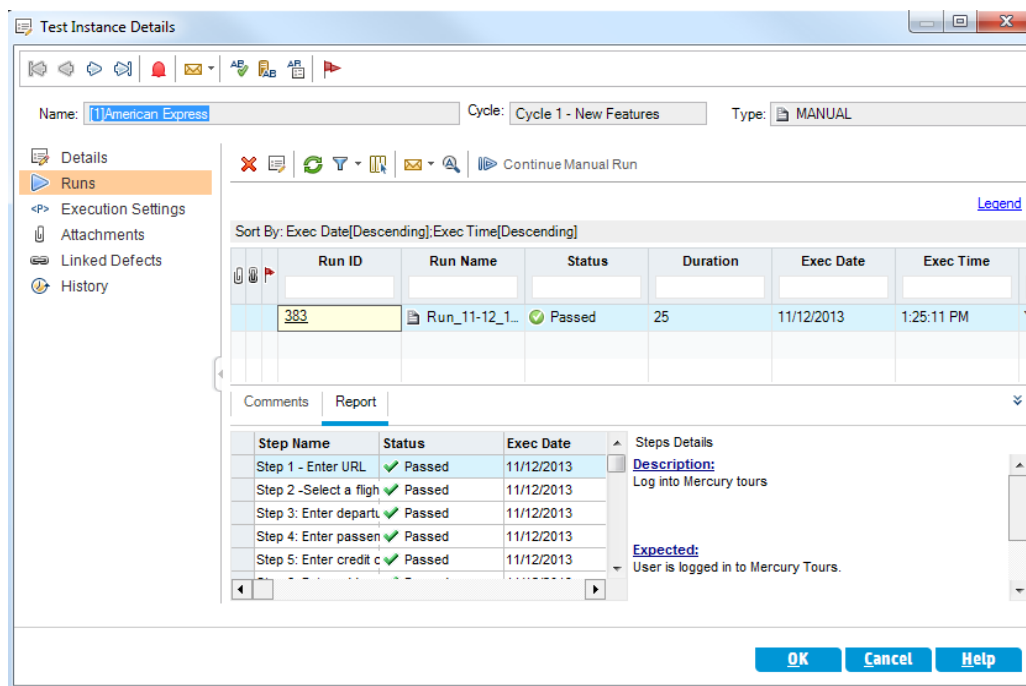 Test Instance Details
Name: [1]American Express Cycle: Cycle 1 - New Features Type: MANUAL
Details
Runs
Execution Settings
Attachments
Linked Defects
History
Continue Manual Run
Legend
Sort By: Exec Date[Descending];Exec Time[Descending]
Run ID Run Name Status Duration Exec Date Exec Time
383 Run_11-12_1... Passed 25 11/12/2013 1:25:11 PM
Comments Report
Step Name Status Exec Date
Step 1 - Enter URL Passed 11/12/2013
Step 2 -Select a fligh Passed 11/12/2013
Step 3: Enter departu Passed 11/12/2013
Step 4: Enter passen Passed 11/12/2013
Step 5: Enter credit c Passed 11/12/2013
Steps Details
Description:
Log into Mercury tours
Expected:
User is logged in to Mercury Tours.
OK Cancel Help